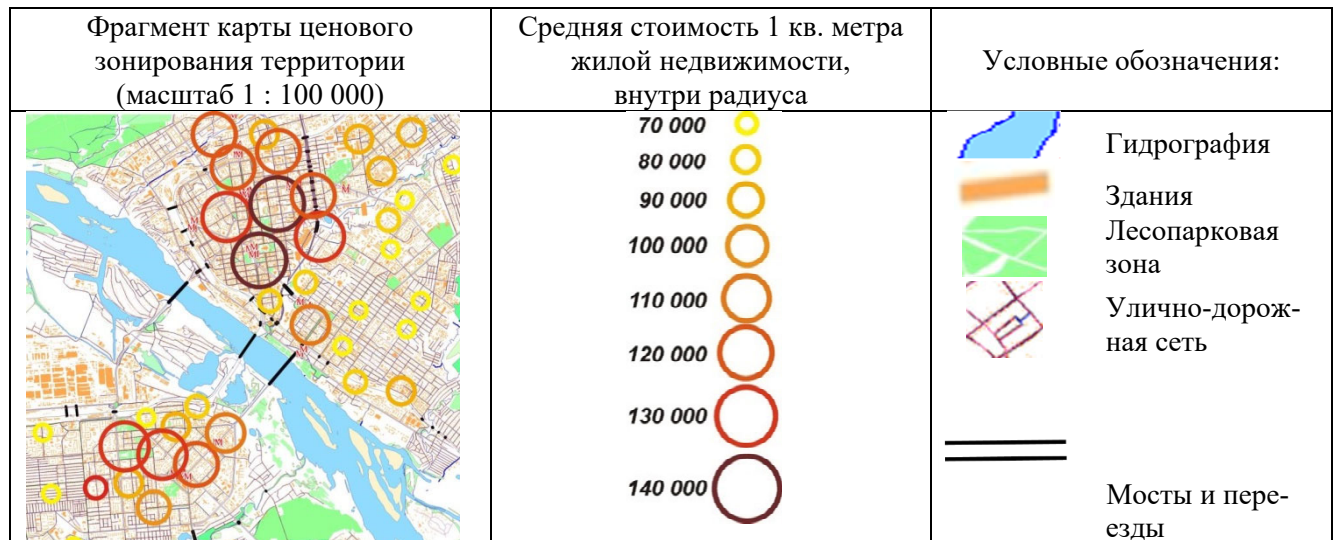 Фрагмент карты ценового
зонирования территории
(масштаб 1 : 100 000)
Средняя стоимость 1 кв. метра
жилой недвижимости,
внутри радиуса
Условные обозначения:
70 000
80 000
90 000
100 000
110 000
120 000
130 000
140 000
Гидрография
Здания
Лесопарковая
зона
Улично-дорож-
ная сеть
Мосты и пере-
езды